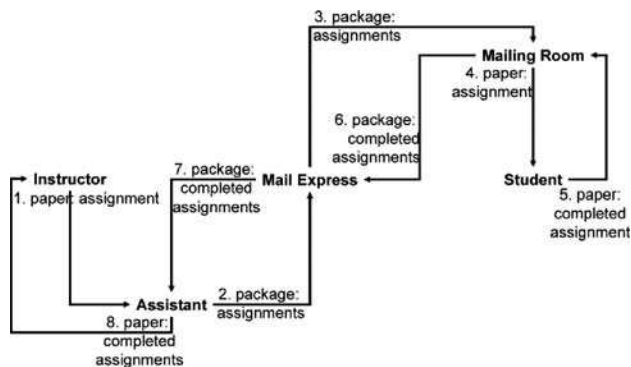 3. package:
assignments
Mailing Room
4. paper:
assignment
6. package:
completed
assignments
7. package:
completed
assignments
Mail Express
Student
5. paper:
completed
assignment
Instructor
1. paper: assignment
Assistant
2. package:
assignments
8. paper:
completed
assignments